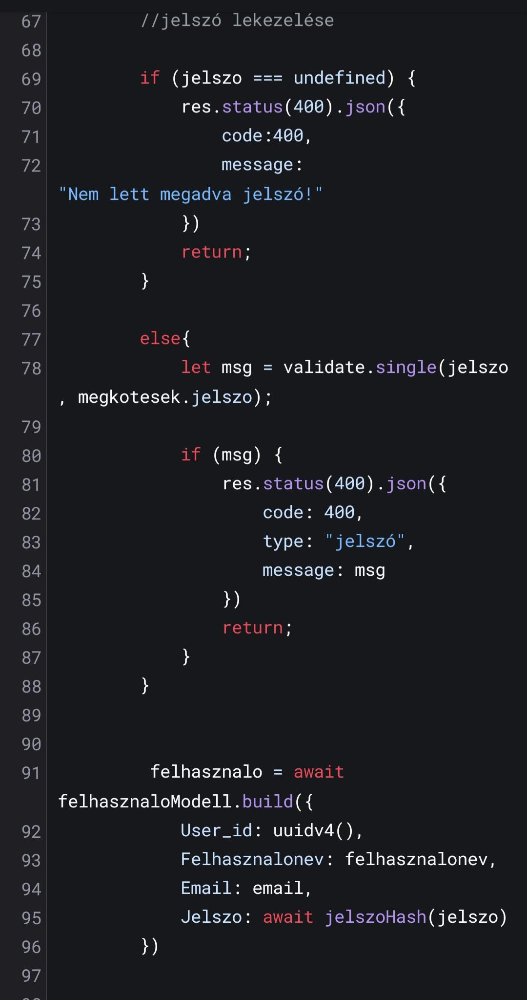 67 //jelszó lekezelése
68
69 if (jelszo === undefined) {
70 res.status(400).json({
71 code:400,
72 message:
"Nem lett megadva jelszó!"
73 })
74 return;
75 }
76
77 else{
78 let msg = validate.single(jelszo
, megkotesek.jelszo);
79
80 if (msg) {
81 res.status(400).json({
82 code: 400,
83 type: "jelszó",
84 message: msg
85 })
86 return;
87 }
88 }
89
90
91 felhasznalo = await
felhasznaloModell.build({
92 User_id: uuidv4(),
93 Felhasznalonev: felhasznalonev,
94 Email: email,
95 Jelszo: await jelszoHash(jelszo)
96 })
97